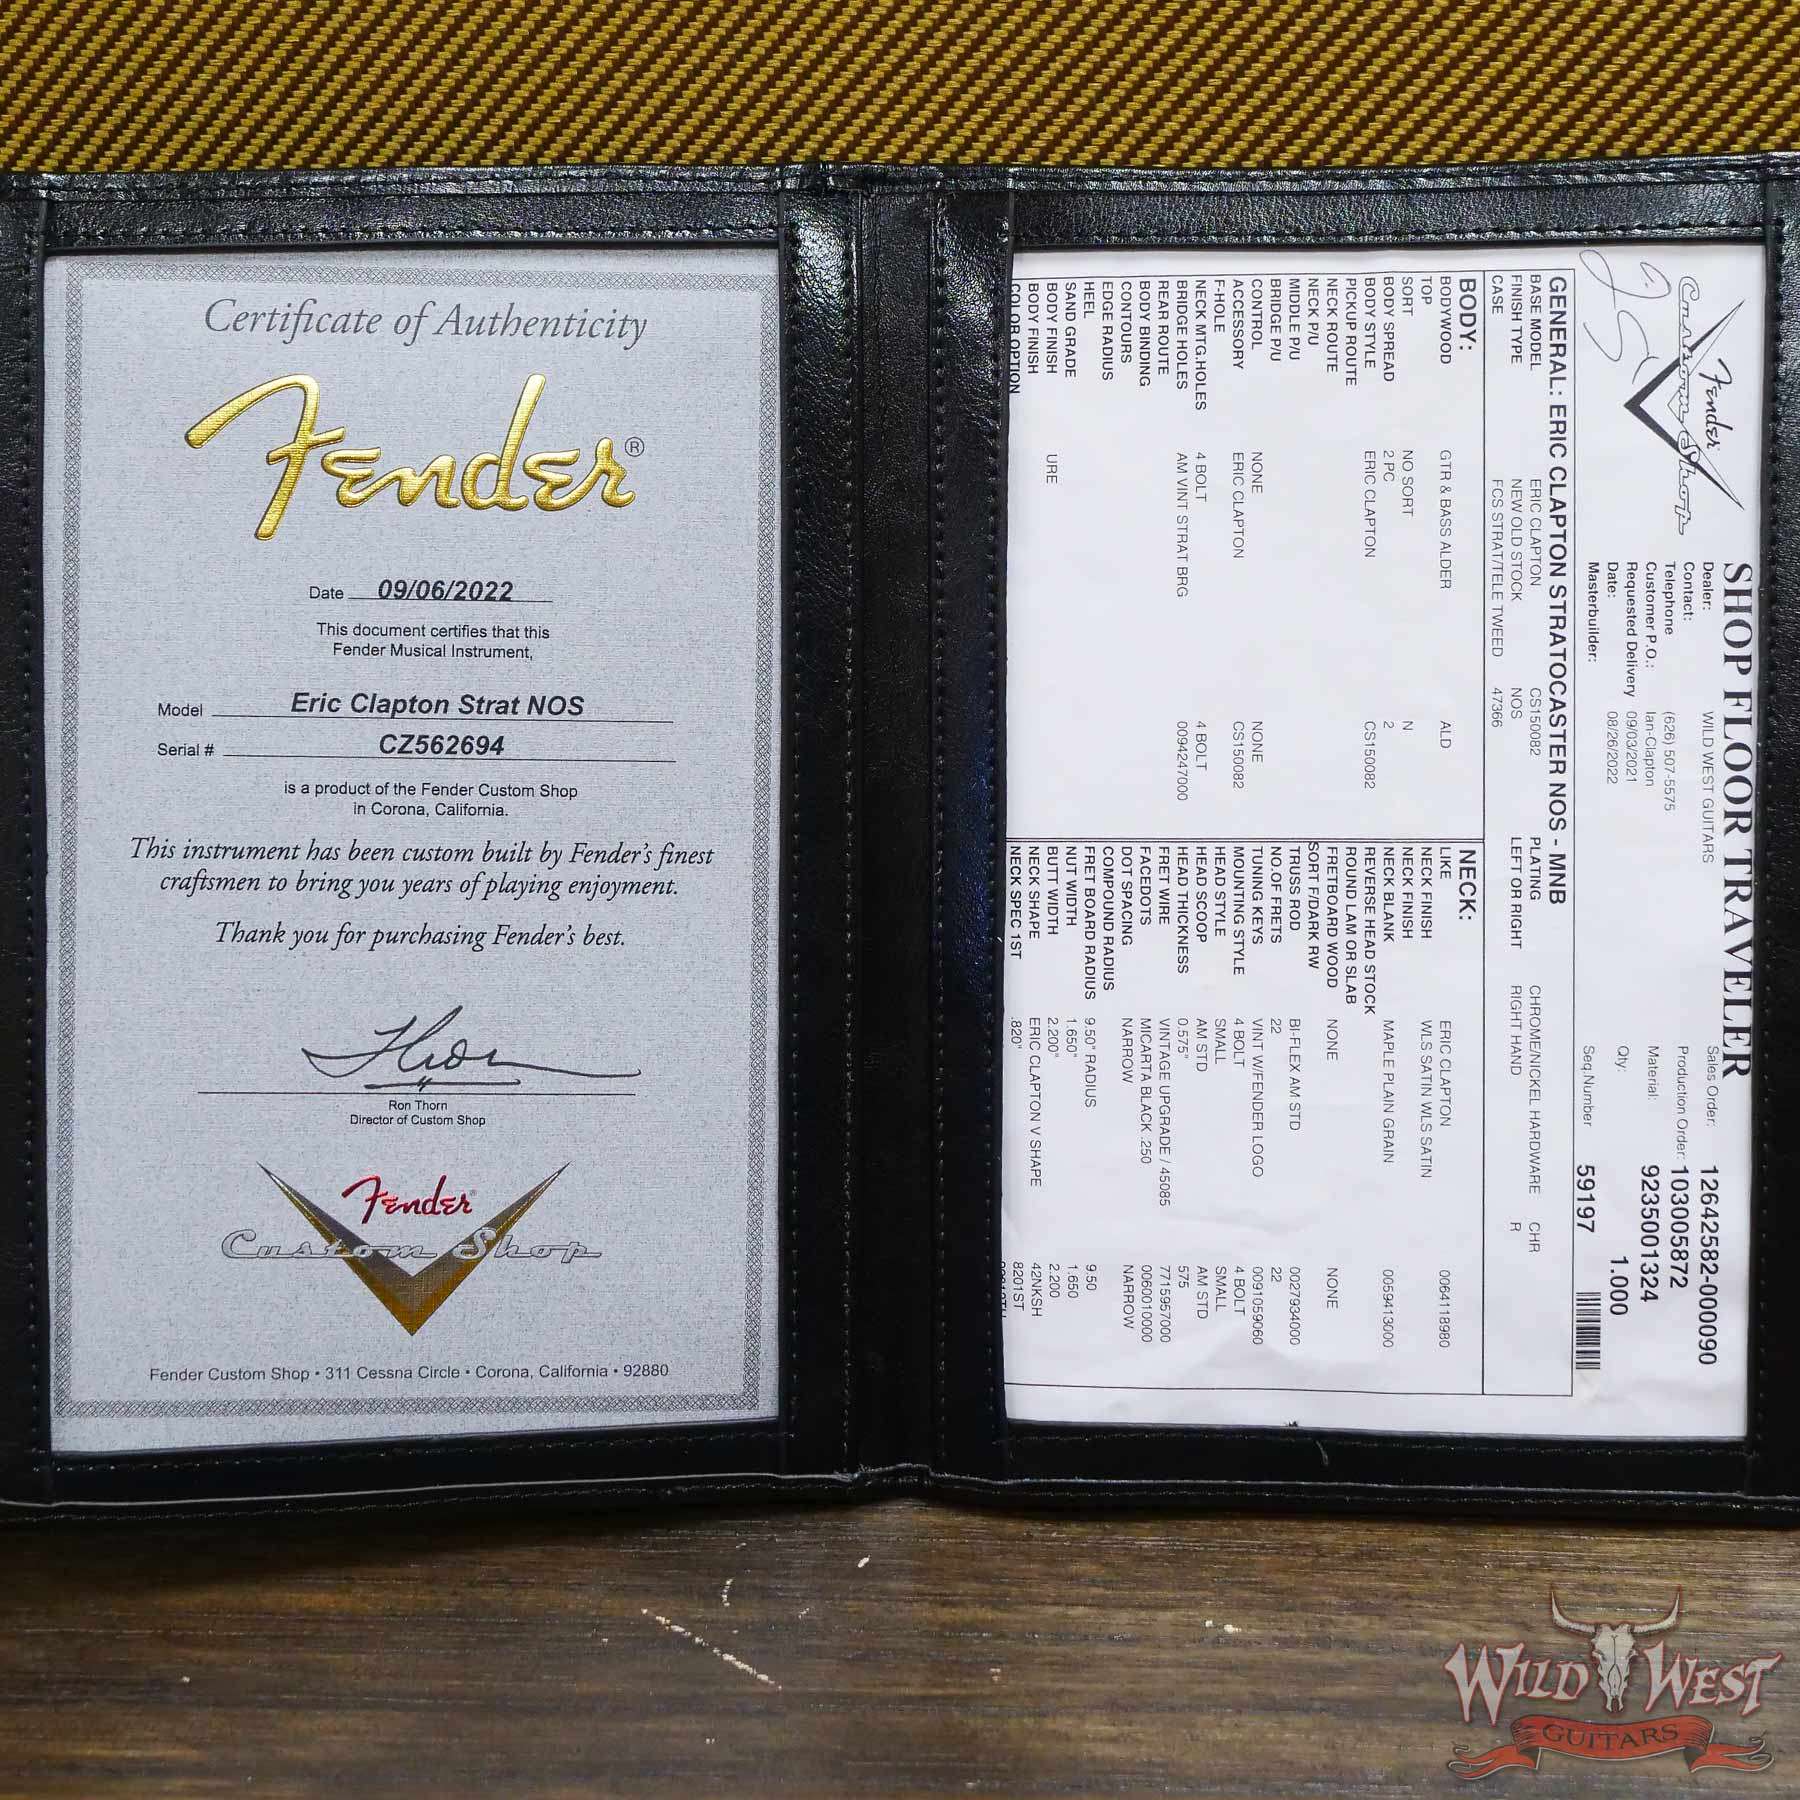 Certificate of Authenticity
Fender®
Date 09/06/2022
This document certifies that this
Fender Musical Instrument,
Model Eric Clapton Strat NOS
Serial # CZ562694
is a product of the Fender Custom Shop
in Corona, California.
This instrument has been custom built by Fender's finest
craftsmen to bring you years of playing enjoyment.
Thank you for purchasing Fender's best.
Ron Thorn
Director of Custom Shop
Fender
Custom Shop
Fender Custom Shop • 311 Cessna Circle • Corona, California • 92880
Fender
Custom Shop
SHOP FLOOR TRAVELER
Dealer: WILD WEST GUITARS
Contact:
Telephone (626) 507-5575
Customer P.O.: Ian-Clapton
Requested Delivery 09/03/2021
Date: 08/26/2022
Masterbuilder:
Sales Order: 12642582-0000090
Production Order: 1030005872
Material: 9235001324
Qty: 1.000
Seq.Number 59197
GENERAL: ERIC CLAPTON STRATOCASTER NOS - MNB
BASE MODEL ERIC CLAPTON CS150082 PLATING CHROME/NICKEL HARDWARE CHR
FINISH TYPE NEW OLD STOCK NOS LEFT OR RIGHT RIGHT HAND R
CASE FCS STRAT/TELE TWEED 47366
BODY:
BODYWOOD GTR & BASS ALDER ALD
TOP
SORT NO SORT N
BODY SPREAD 2 PC 2
BODY STYLE ERIC CLAPTON CS150082
PICKUP ROUTE
NECK ROUTE
NECK P/U
MIDDLE P/U
BRIDGE P/U
CONTROL NONE NONE
ACCESSORY ERIC CLAPTON CS150082
F-HOLE
NECK MTG.HOLES 4 BOLT 4 BOLT
BRIDGE HOLES AM VINT STRAT BRG 0094247000
REAR ROUTE
BODY BINDING
CONTOURS
EDGE RADIUS
HEEL
SAND GRADE
BODY FINISH URE
BODY FINISH
COLOR OPTION
NECK:
LIKE ERIC CLAPTON 0064118980
NECK FINISH WLS SATIN WLS SATIN
NECK FINISH
NECK BLANK MAPLE PLAIN GRAIN 0059413000
REVERSE HEAD STOCK
ROUND LAM OR SLAB
FRETBOARD WOOD NONE NONE
SORT F/DARK RW
TRUSS ROD BI-FLEX AM STD 0027934000
NO.OF FRETS 22 22
TUNING KEYS VINT W/FENDER LOGO 0091059060
MOUNTING STYLE 4 BOLT 4 BOLT
HEAD STYLE SMALL SMALL
HEAD SCOOP AM STD AM STD
HEAD THICKNESS 0.575" 575
FRET WIRE VINTAGE UPGRADE / 45085 7715957000
FACEDOTS MICARTA BLACK .250 0060010000
DOT SPACING NARROW NARROW
COMPOUND RADIUS
FRET BOARD RADIUS 9.50" RADIUS 9.50
NUT WIDTH 1.650" 1.650
BUTT WIDTH 2.200" 2.200
NECK SHAPE ERIC CLAPTON V SHAPE 42NKSH
NECK SPEC 1ST .820" 8201ST
WILD WEST
GUITARS